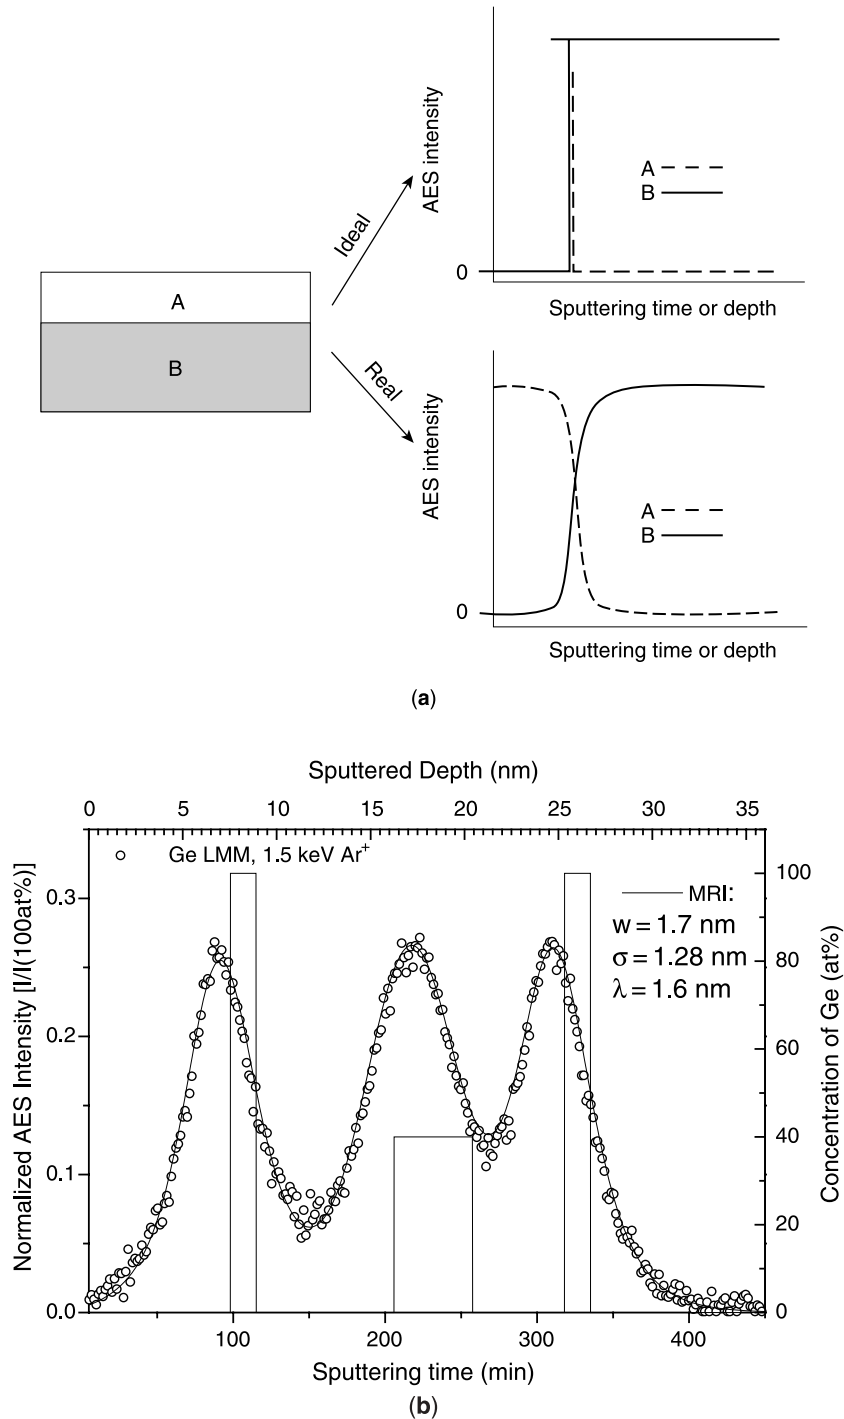 AES intensity
Ideal
A
B
0
Sputtering time or depth
A
B
Real
AES intensity
A
B
0
Sputtering time or depth
(a)
Sputtered Depth (nm)
0 5 10 15 20 25 30 35
Ge LMM, 1.5 keV Ar+
MRI:
w = 1.7 nm
σ = 1.28 nm
λ = 1.6 nm
Normalized AES Intensity [I/I(100at%)]
0.3
0.2
0.1
0.0
100
80
60
40
20
0
Concentration of Ge (at%)
100 200 300 400
Sputtering time (min)
(b)